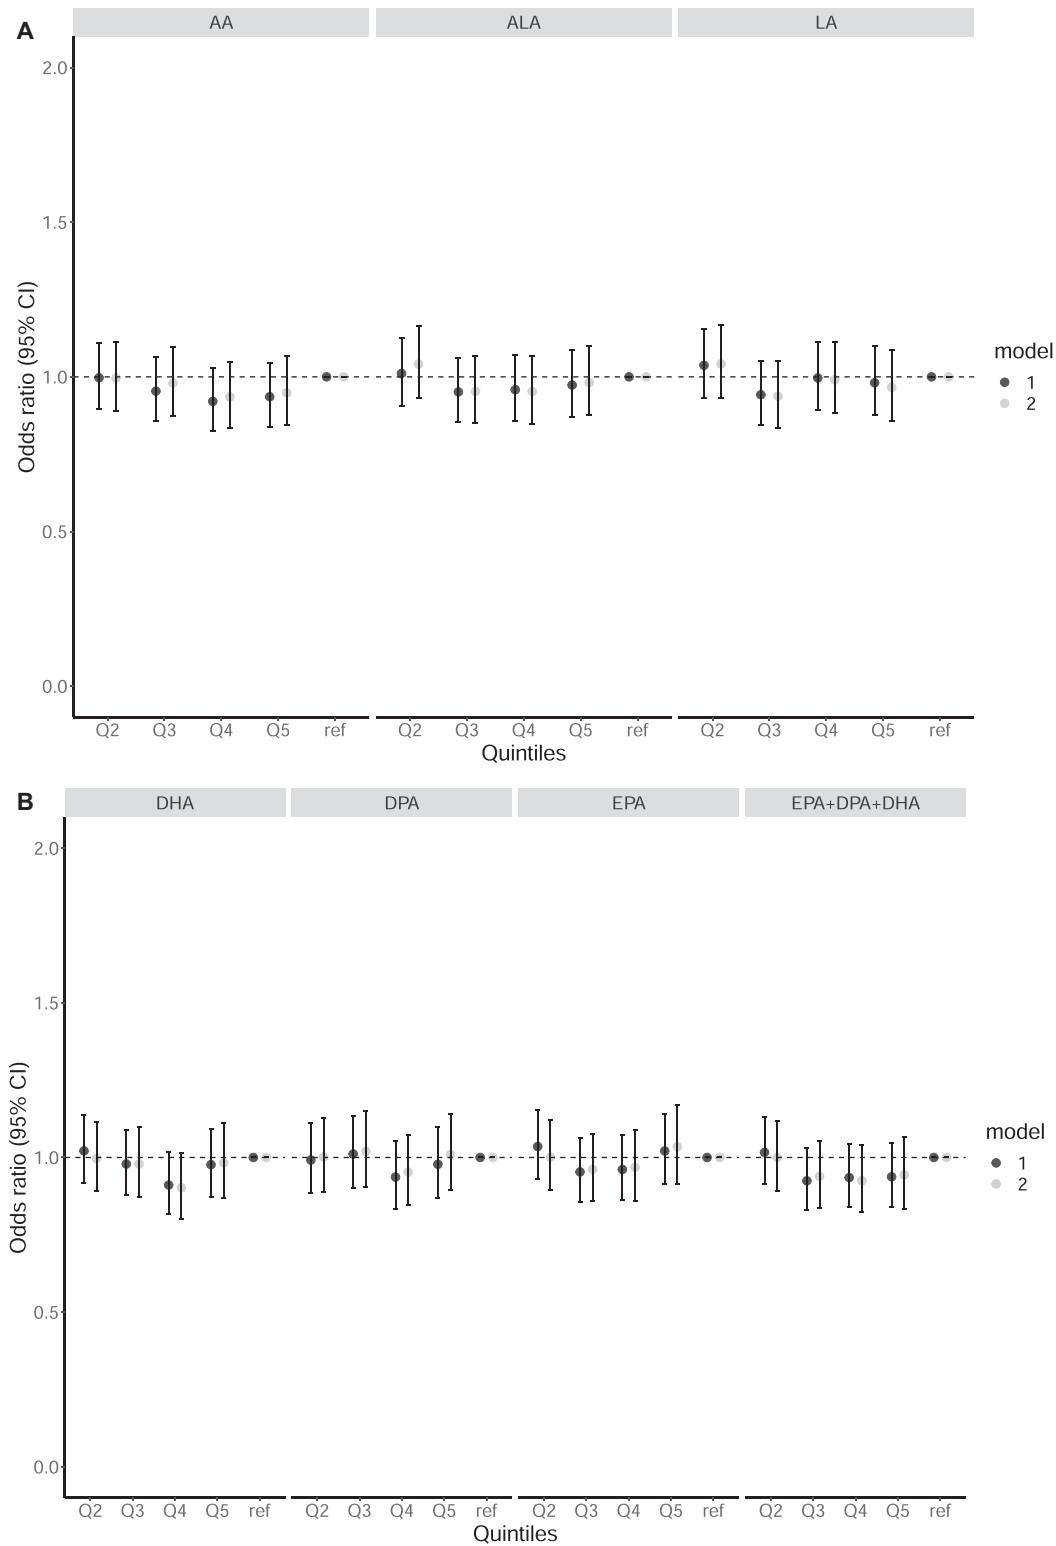 A
AA ALA LA
2.0
1.5
1.0
0.5
0.0
Odds ratio (95% CI)
Q2 Q3 Q4 Q5 ref Q2 Q3 Q4 Q5 ref Q2 Q3 Q4 Q5 ref
Quintiles
model
1
2
B
DHA DPA EPA EPA+DPA+DHA
2.0
1.5
1.0
0.5
0.0
Odds ratio (95% CI)
Q2 Q3 Q4 Q5 ref Q2 Q3 Q4 Q5 ref Q2 Q3 Q4 Q5 ref Q2 Q3 Q4 Q5 ref
Quintiles
model
1
2